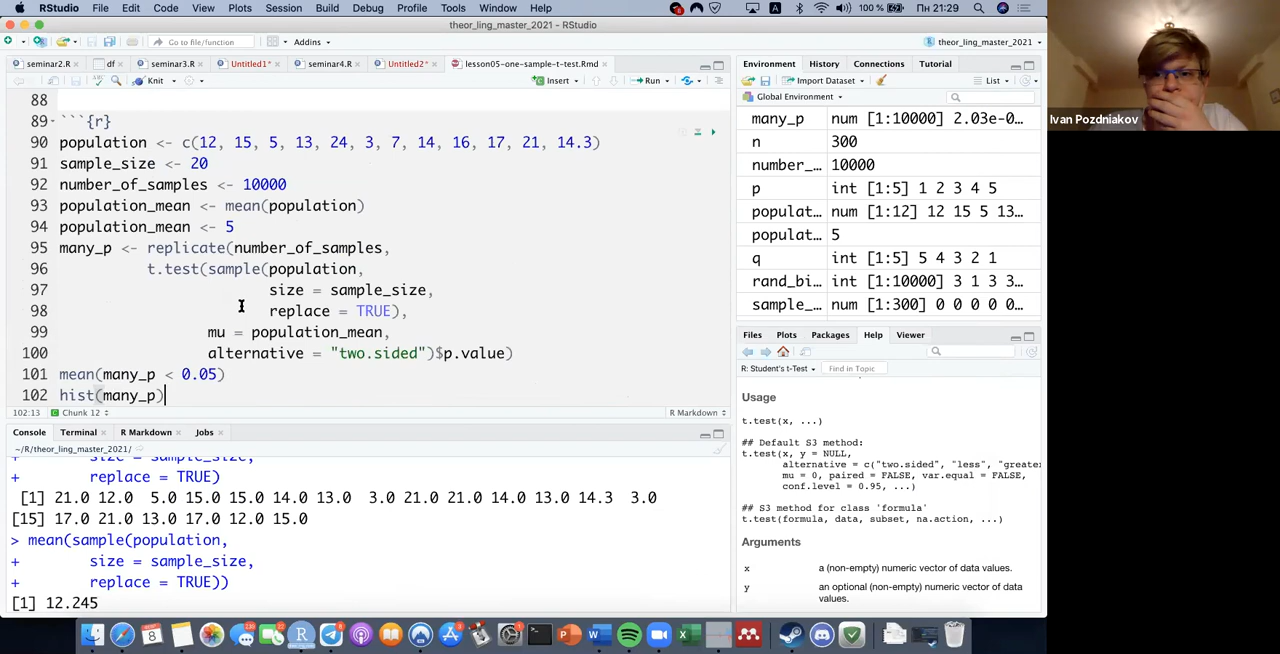 RStudio File Edit Code View Plots Session Build Debug Profile Tools Window Help 100 % Пн 21:29
theor_ling_master_2021 - RStudio
Go to file/function Addins theor_ling_master_2021
seminar2.R df seminar3.R Untitled1* seminar4.R Untitled2* lesson05-one-sample-t-test.Rmd
Knit Insert Run
88
89 ```{r}
90 population <- c(12, 15, 5, 13, 24, 3, 7, 14, 16, 17, 21, 14.3)
91 sample_size <- 20
92 number_of_samples <- 10000
93 population_mean <- mean(population)
94 population_mean <- 5
95 many_p <- replicate(number_of_samples,
96 t.test(sample(population,
97 size = sample_size,
98 replace = TRUE),
99 mu = population_mean,
100 alternative = "two.sided")$p.value)
101 mean(many_p < 0.05)
102 hist(many_p)
102:13 Chunk 12 R Markdown
Console Terminal R Markdown Jobs
~/R/theor_ling_master_2021/
+ size = sample_size,
+ replace = TRUE)
[1] 21.0 12.0 5.0 15.0 15.0 14.0 13.0 3.0 21.0 21.0 14.0 13.0 14.3 3.0
[15] 17.0 21.0 13.0 17.0 12.0 15.0
> mean(sample(population,
+ size = sample_size,
+ replace = TRUE))
[1] 12.245
Environment History Connections Tutorial
Import Dataset List
Global Environment
many_p num [1:10000] 2.03e-0…
n 300
number_… 10000
p int [1:5] 1 2 3 4 5
populat… num [1:12] 12 15 5 13…
populat… 5
q int [1:5] 5 4 3 2 1
rand_bi… int [1:10000] 3 1 3 3…
sample_… num [1:300] 0 0 0 0 0…
Files Plots Packages Help Viewer
R: Student's t-Test Find in Topic
Usage
t.test(x, ...)
## Default S3 method:
t.test(x, y = NULL,
alternative = c("two.sided", "less", "greate
mu = 0, paired = FALSE, var.equal = FALSE,
conf.level = 0.95, ...)
## S3 method for class 'formula'
t.test(formula, data, subset, na.action, ...)
Arguments
x a (non-empty) numeric vector of data values.
y an optional (non-empty) numeric vector of data
values.
Ivan Pozdniakov